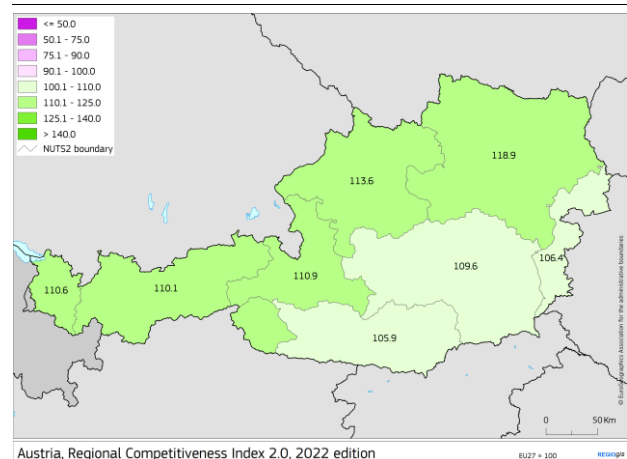 <= 50.0
50.1 - 75.0
75.1 - 90.0
90.1 - 100.0
100.1 - 110.0
110.1 - 125.0
125.1 - 140.0
> 140.0
NUTS2 boundary
118.9
113.6
106.4
109.6
110.9
110.1
110.6
105.9
© EuroGeographics Association for the administrative boundaries
0 50 Km
Austria, Regional Competitiveness Index 2.0, 2022 edition
EU27 = 100
REGIOgis